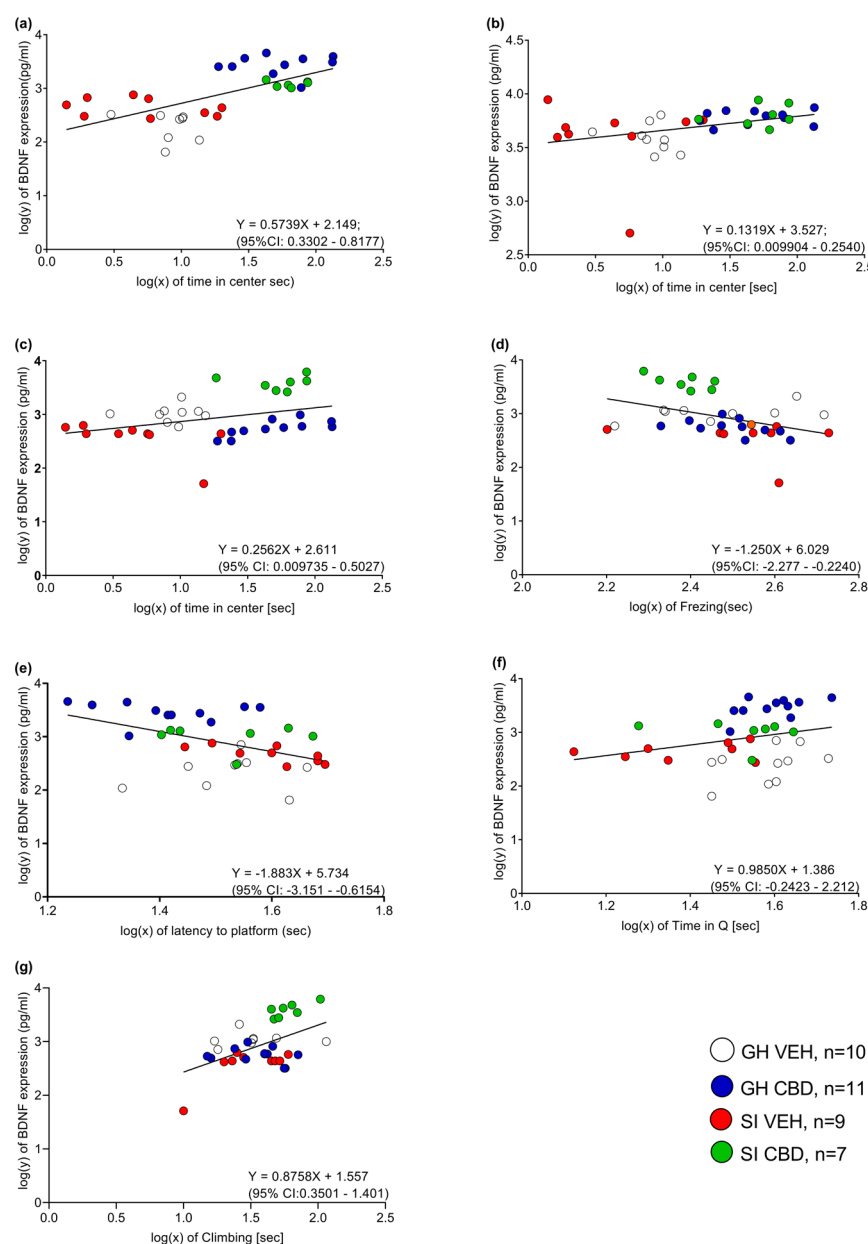 (a)
log(y) of BDNF expression(pg/ml)
4
3
2
1
0
0.0 0.5 1.0 1.5 2.0 2.5
Y = 0.5739X + 2.149;
(95%CI: 0.3302 - 0.8177)
log(x) of time in center sec)
(b)
log(y) of BDNF expression (pg/ml)
4.5
4.0
3.5
3.0
2.5
0.0 0.5 1.0 1.5 2.0 2.5
Y = 0.1319X + 3.527;
(95%CI: 0.009904 - 0.2540)
log(x) of time in center [sec]
(c)
log(y) of BDNF expression (pg/ml)
4
3
2
1
0
0.0 0.5 1.0 1.5 2.0 2.5
Y = 0.2562X + 2.611
(95% CI: 0.009735 - 0.5027)
log(x) of time in center [sec]
(d)
log(y) of BDNF expression (pg/ml)
4
3
2
1
0
2.0 2.2 2.4 2.6 2.8
Y = -1.250X + 6.029
(95%CI: -2.277 - -0.2240)
log(x) of Frezing(sec)
(e)
log(y) of BDNF expression (pg/ml)
4
3
2
1
0
1.2 1.4 1.6 1.8
Y = -1.883X + 5.734
(95% CI: -3.151 - -0.6154)
log(x) of latency to platform (sec)
(f)
log(y) of BDNF expression (pg/ml)
4
3
2
1
0
1.0 1.2 1.4 1.6 1.8
Y = 0.9850X + 1.386
(95% CI: -0.2423 - 2.212)
log(x) of Time in Q [sec]
(g)
log(y) of BDNF expression (pg/ml)
4
3
2
1
0
0.0 0.5 1.0 1.5 2.0 2.5
Y = 0.8758X + 1.557
(95% CI:0.3501 - 1.401)
log(x) of Climbing [sec]
GH VEH, n=10
GH CBD, n=11
SI VEH, n=9
SI CBD, n=7